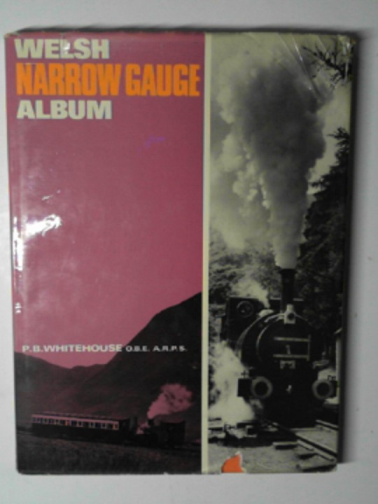 WELSH
NARROW GAUGE
ALBUM
P.B. WHITEHOUSE O.B.E. A.R.P.S.